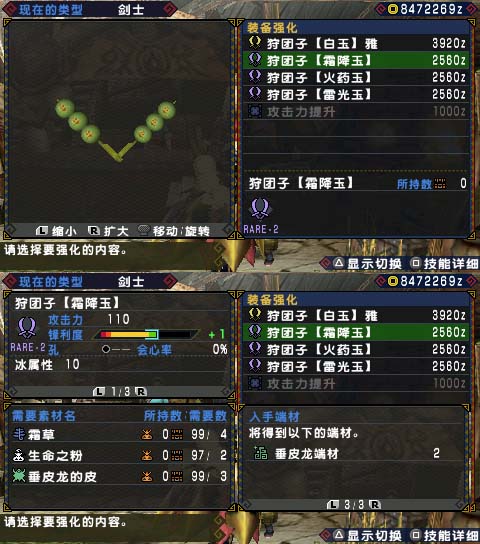 现在的类型 剑士
8472269z
装备强化
狩团子【白玉】雅 3920z
狩团子【霜降玉】 2560z
狩团子【火药玉】 2560z
狩团子【雷光玉】 2560z
攻击力提升 1000z
狩团子【霜降玉】 所持数 0
RARE-2
L 缩小 R 扩大 移动/旋转
请选择要强化的内容。
△显示切换 □技能详细
现在的类型 剑士
8472269z
狩团子【霜降玉】
攻击力 110
锋利度 +1
RARE-2
孔 ●—— 会心率 0%
冰属性 10
L 1/3 R
装备强化
狩团子【白玉】雅 3920z
狩团子【霜降玉】 2560z
狩团子【火药玉】 2560z
狩团子【雷光玉】 2560z
攻击力提升 1000z
需要素材名 所持数:需要数
霜草 0 99/ 4
生命之粉 0 97/ 2
垂皮龙的皮 0 99/ 3
入手端材
将得到以下的端材。
垂皮龙端材 2
L 3/3 R
请选择要强化的内容。
△显示切换 □技能详细